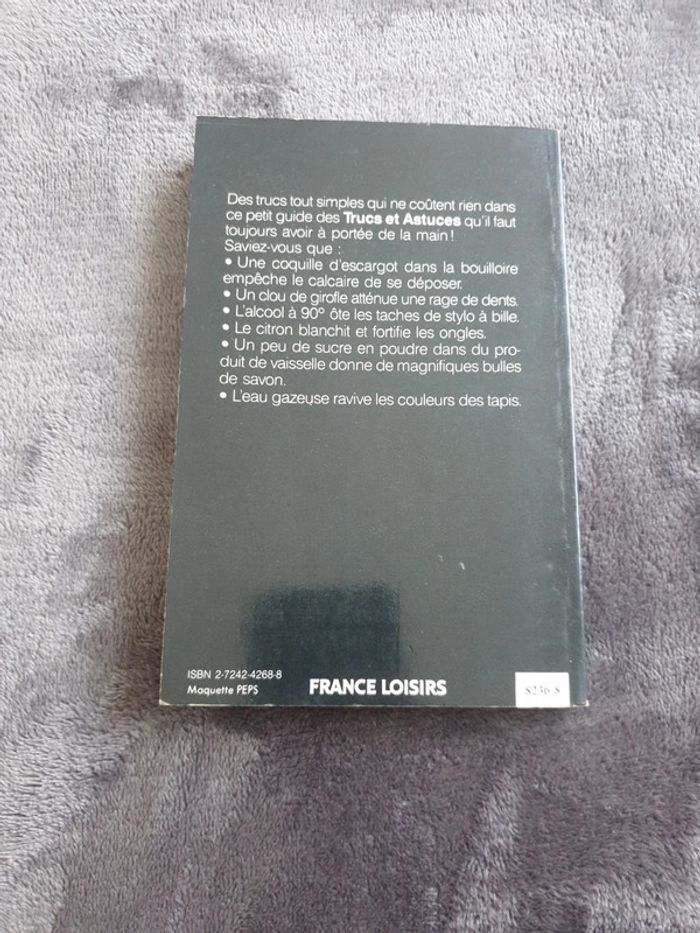 Des trucs tout simples qui ne coûtent rien dans
ce petit guide des Trucs et Astuces qu'il faut
toujours avoir à portée de la main !
Saviez-vous que :
• Une coquille d'escargot dans la bouilloire
empêche le calcaire de se déposer.
• Un clou de girofle atténue une rage de dents.
• L'alcool à 90° ôte les taches de stylo à bille.
• Le citron blanchit et fortifie les ongles.
• Un peu de sucre en poudre dans du pro-
duit de vaisselle donne de magnifiques bulles
de savon.
• L'eau gazeuse ravive les couleurs des tapis.
ISBN 2-7242-4268-8
Maquette PEPS
FRANCE LOISIRS
8236 8